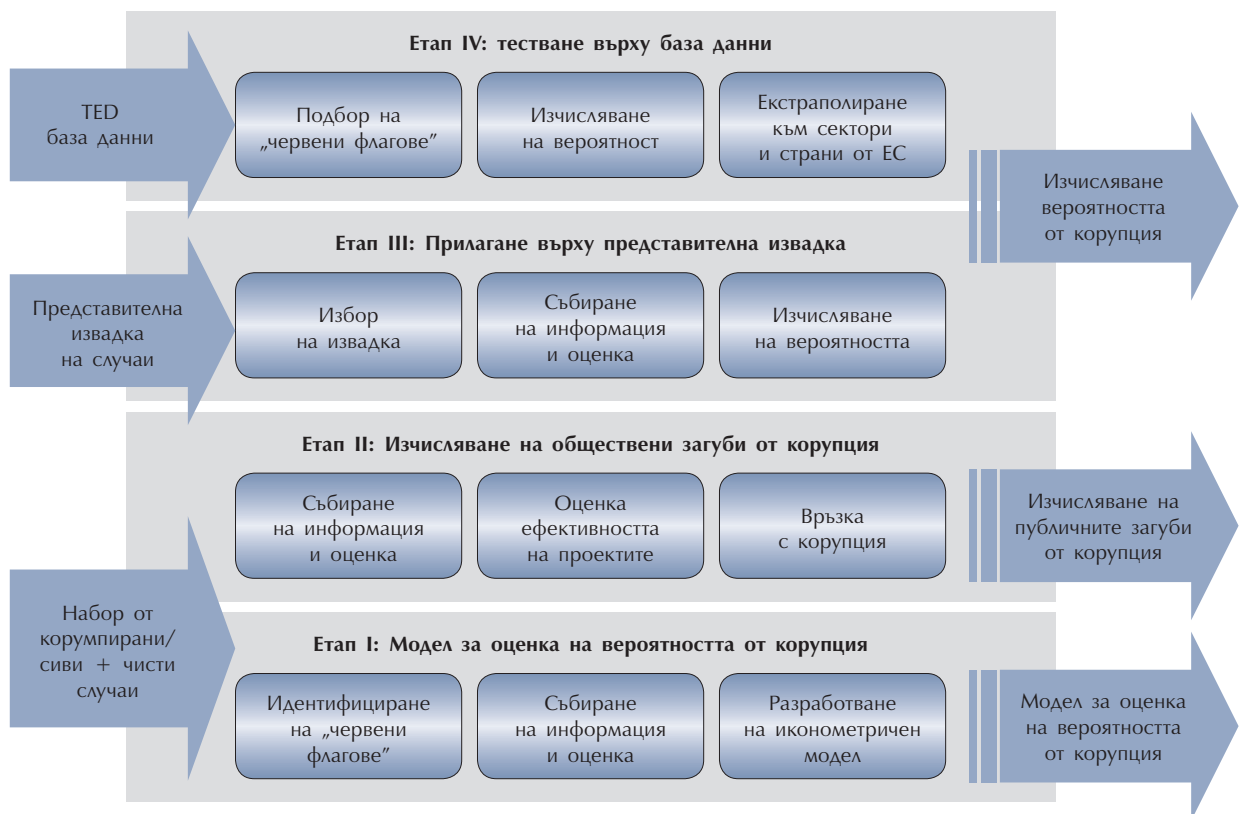 Етап IV: тестване върху база данни
TED
база данни
Подбор на
„червени флагове”
Изчисляване
на вероятност
Екстраполиране
към сектори
и страни от ЕС
Изчисляване
вероятността
от корупция
Етап III: Прилагане върху представителна извадка
Представителна
извадка
на случаи
Избор
на извадка
Събиране
на информация
и оценка
Изчисляване
на вероятността
Етап II: Изчисляване на обществени загуби от корупция
Събиране
на информация
и оценка
Оценка
ефективността
на проектите
Връзка
с корупция
Изчисляване на
публичните загуби
от корупция
Набор от
корумпирани/
сиви + чисти
случаи
Етап I: Модел за оценка на вероятността от корупция
Идентифициране
на „червени
флагове”
Събиране
на информация
и оценка
Разработване
на иконометричен
модел
Модел за оценка
на вероятността
от корупция